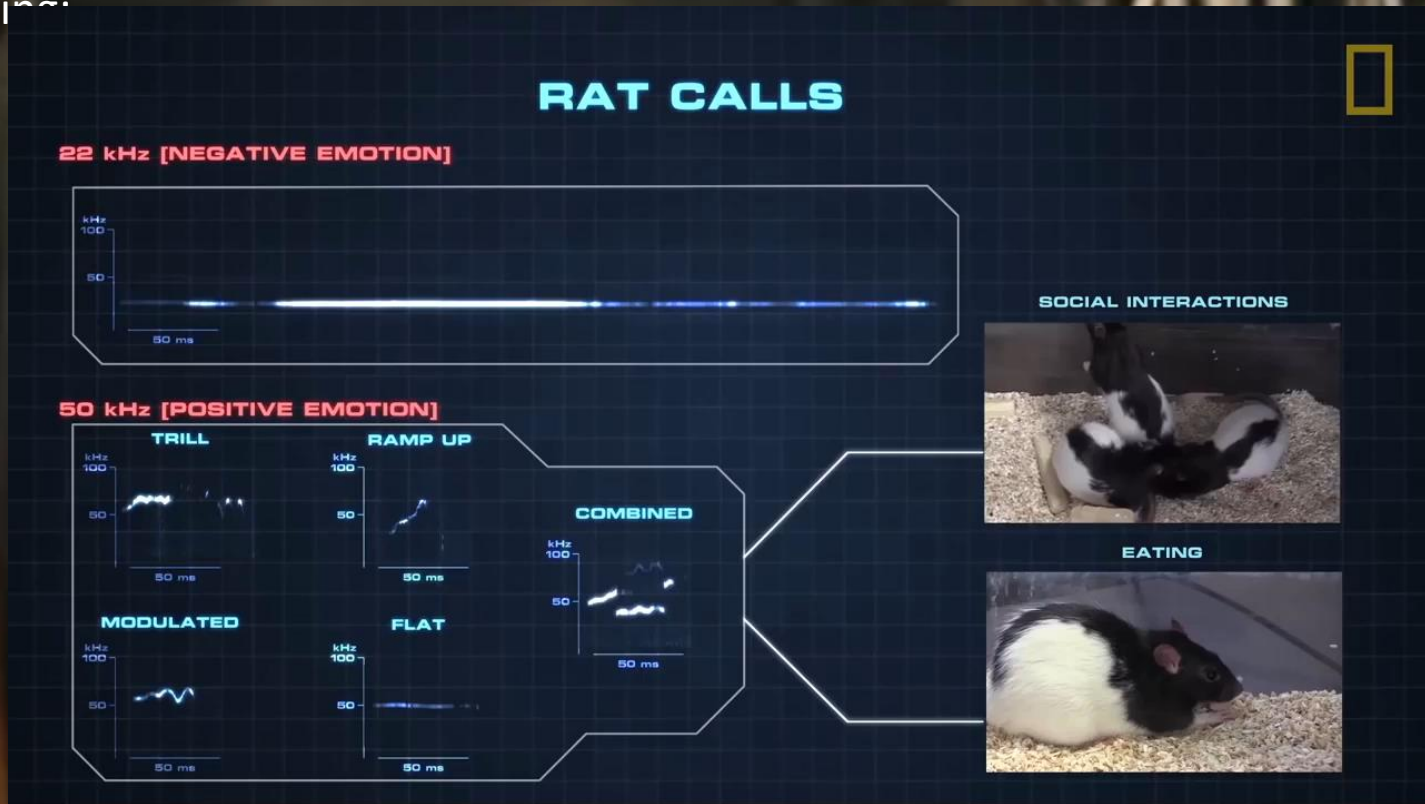 ing:
RAT CALLS
22 kHz [NEGATIVE EMOTION]
kHz
100
50
50 ms
SOCIAL INTERACTIONS
50 kHz [POSITIVE EMOTION]
TRILL
kHz
100
50
50 ms
RAMP UP
kHz
100
50
50 ms
COMBINED
kHz
100
50
50 ms
EATING
MODULATED
kHz
100
50
50 ms
FLAT
kHz
100
50
50 ms